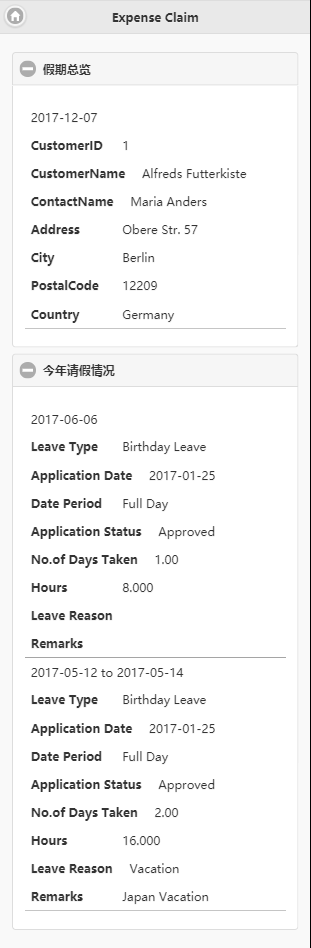 Expense Claim
假期总览
2017-12-07
CustomerID 1
CustomerName Alfreds Futterkiste
ContactName Maria Anders
Address Obere Str. 57
City Berlin
PostalCode 12209
Country Germany
今年请假情况
2017-06-06
Leave Type Birthday Leave
Application Date 2017-01-25
Date Period Full Day
Application Status Approved
No.of Days Taken 1.00
Hours 8.000
Leave Reason
Remarks
2017-05-12 to 2017-05-14
Leave Type Birthday Leave
Application Date 2017-01-25
Date Period Full Day
Application Status Approved
No.of Days Taken 2.00
Hours 16.000
Leave Reason Vacation
Remarks Japan Vacation